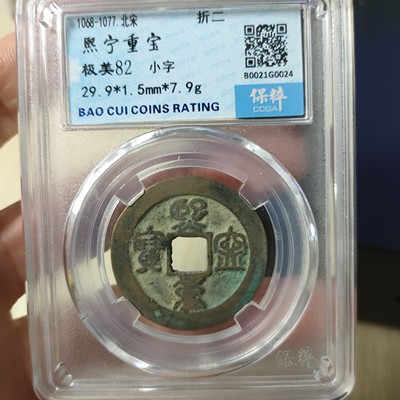 1068-1077.北宋
折二
熙宁重宝
极美82 小字
29.9*1.5mm*7.9g
BAO CUI COINS RATING
B0021G0024
保粹
CCGA
熙寧重寶
保粹